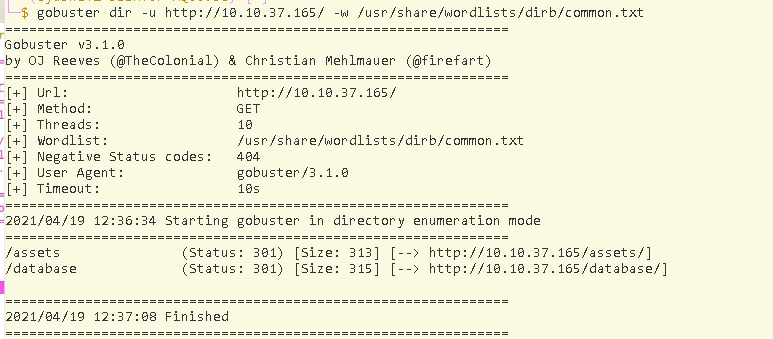 $ gobuster dir -u http://10.10.37.165/ -w /usr/share/wordlists/dirb/common.txt
===============================================================
Gobuster v3.1.0
by OJ Reeves (@TheColonial) & Christian Mehlmauer (@firefart)
===============================================================
[+] Url:                     http://10.10.37.165/
[+] Method:                  GET
[+] Threads:                 10
[+] Wordlist:                /usr/share/wordlists/dirb/common.txt
[+] Negative Status codes:   404
[+] User Agent:              gobuster/3.1.0
[+] Timeout:                 10s
===============================================================
2021/04/19 12:36:34 Starting gobuster in directory enumeration mode
===============================================================
/assets               (Status: 301) [Size: 313] [--> http://10.10.37.165/assets/]
/database             (Status: 301) [Size: 315] [--> http://10.10.37.165/database/]
===============================================================
2021/04/19 12:37:08 Finished
===============================================================